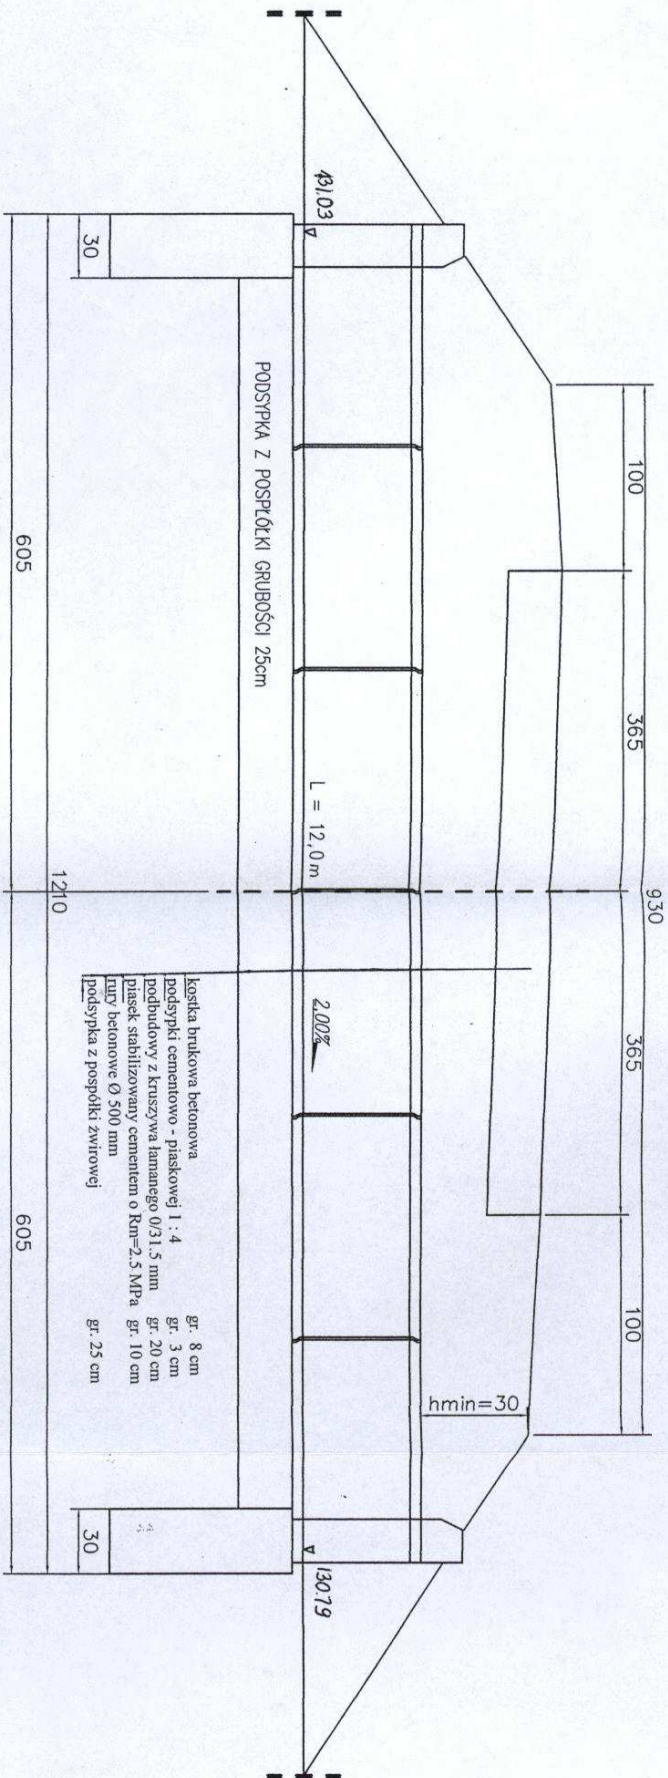 930
100
365
365
100
hmin=30
131.03
130.79
L = 12,0 m
2.00%
PODSYPKA Z POSPŁÓŁKI GRUBOŚCI 25cm
kostka brukowa betonowa gr. 8 cm
podsypki cementowo - piaskowej 1 : 4 gr. 3 cm
podbudowy z kruszywa łamanego 0/31.5 mm gr. 20 cm
piasek stabilizowany cementem o Rm=2.5 MPa gr. 10 cm
rury betonowe Ø 500 mm
podsypka z pospółki żwirowej gr. 25 cm
30
30
1210
605
605